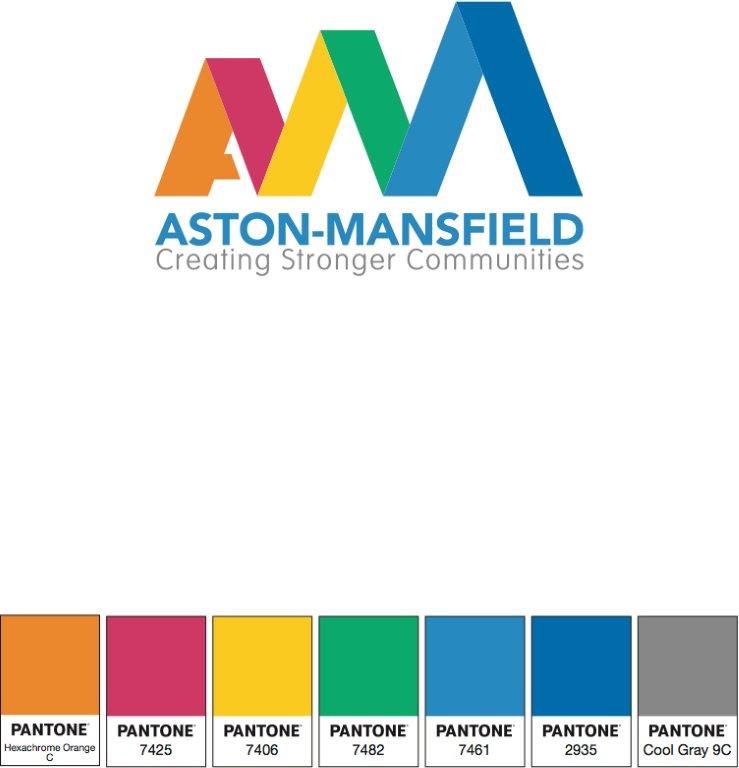 ASTON-MANSFIELD
Creating Stronger Communities
PANTONE®
Hexachrome Orange
C
PANTONE®
7425
PANTONE®
7406
PANTONE®
7482
PANTONE®
7461
PANTONE®
2935
PANTONE®
Cool Gray 9C